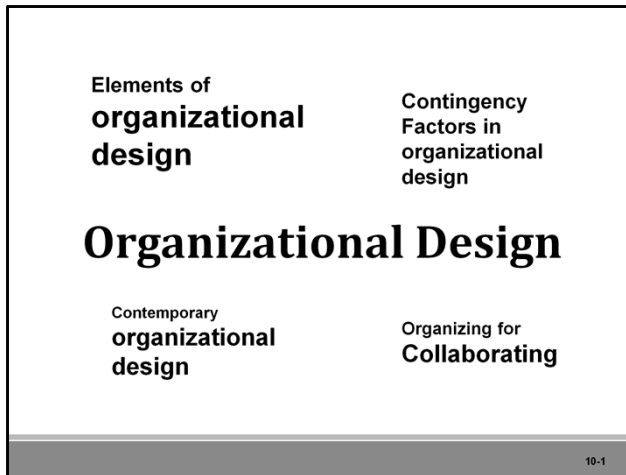 Elements of
organizational
design
Contingency
Factors in
organizational
design
Organizational Design
Contemporary
organizational
design
Organizing for
Collaborating
10-1